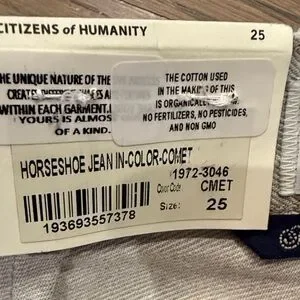 CITIZENS of HUMANITY 25
THE UNIQUE NATURE OF THE
WITHIN EACH GARMENT.
YOURS IS ALMOST
OF A KIND.
THE COTTON USED
IN THE MAKING OF THIS
IS ORGANICALLY
NO FERTILIZERS, NO PESTICIDES,
AND NON GMO
HORSESHOE JEAN IN-COLOR-COMET
1972-3046
Color Code: CMET
193693557378
Size: 25